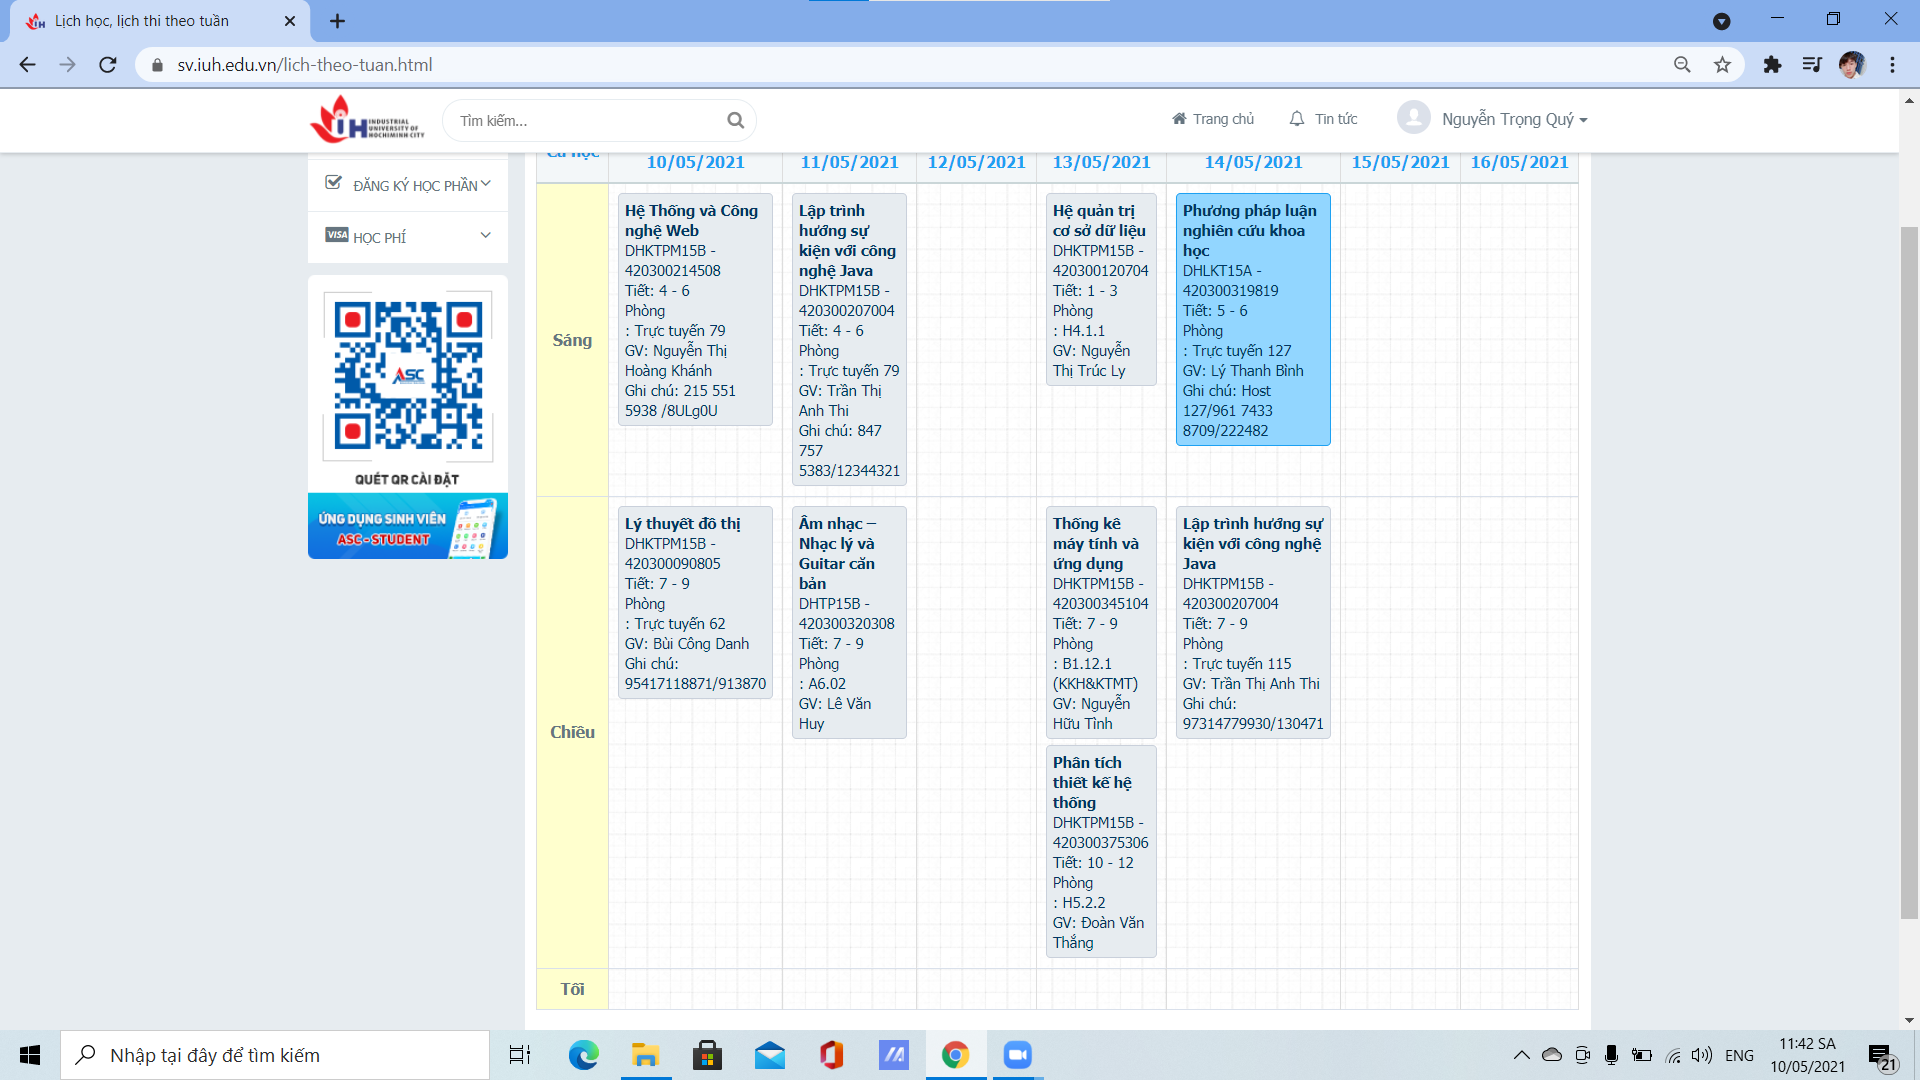 Lịch học, lịch thi theo tuần
sv.iuh.edu.vn/lich-theo-tuan.html
IUH
INDUSTRIAL
UNIVERSITY OF
HOCHIMINH CITY
Tìm kiếm...
Trang chủ
Tin tức
Nguyễn Trọng Quý
ĐĂNG KÝ HỌC PHẦN
VISA HỌC PHÍ
ASC
QUÉT QR CÀI ĐẶT
ỨNG DỤNG SINH VIÊN
ASC - STUDENT
Ca học
10/05/2021
11/05/2021
12/05/2021
13/05/2021
14/05/2021
15/05/2021
16/05/2021
Sáng
Hệ Thống và Công
nghệ Web
DHKTPM15B -
420300214508
Tiết: 4 - 6
Phòng
: Trực tuyến 79
GV: Nguyễn Thị
Hoàng Khánh
Ghi chú: 215 551
5938 /8ULg0U
Lập trình
hướng sự
kiện với công
nghệ Java
DHKTPM15B -
420300207004
Tiết: 4 - 6
Phòng
: Trực tuyến 79
GV: Trần Thị
Anh Thi
Ghi chú: 847
757
5383/12344321
Hệ quản trị
cơ sở dữ liệu
DHKTPM15B -
420300120704
Tiết: 1 - 3
Phòng
: H4.1.1
GV: Nguyễn
Thị Trúc Ly
Phương pháp luận
nghiên cứu khoa
học
DHLKT15A -
420300319819
Tiết: 5 - 6
Phòng
: Trực tuyến 127
GV: Lý Thanh Bình
Ghi chú: Host
127/961 7433
8709/222482
Chiều
Lý thuyết đồ thị
DHKTPM15B -
420300090805
Tiết: 7 - 9
Phòng
: Trực tuyến 62
GV: Bùi Công Danh
Ghi chú:
95417118871/913870
Âm nhạc –
Nhạc lý và
Guitar căn
bản
DHTP15B -
420300320308
Tiết: 7 - 9
Phòng
: A6.02
GV: Lê Văn
Huy
Thống kê
máy tính và
ứng dụng
DHKTPM15B -
420300345104
Tiết: 7 - 9
Phòng
: B1.12.1
(KKH&KTMT)
GV: Nguyễn
Hữu Tình
Phân tích
thiết kế hệ
thống
DHKTPM15B -
420300375306
Tiết: 10 - 12
Phòng
: H5.2.2
GV: Đoàn Văn
Thắng
Lập trình hướng sự
kiện với công nghệ
Java
DHKTPM15B -
420300207004
Tiết: 7 - 9
Phòng
: Trực tuyến 115
GV: Trần Thị Anh Thi
Ghi chú:
97314779930/130471
Tối
Nhập tại đây để tìm kiếm
ENG
11:42 SA
10/05/2021
21